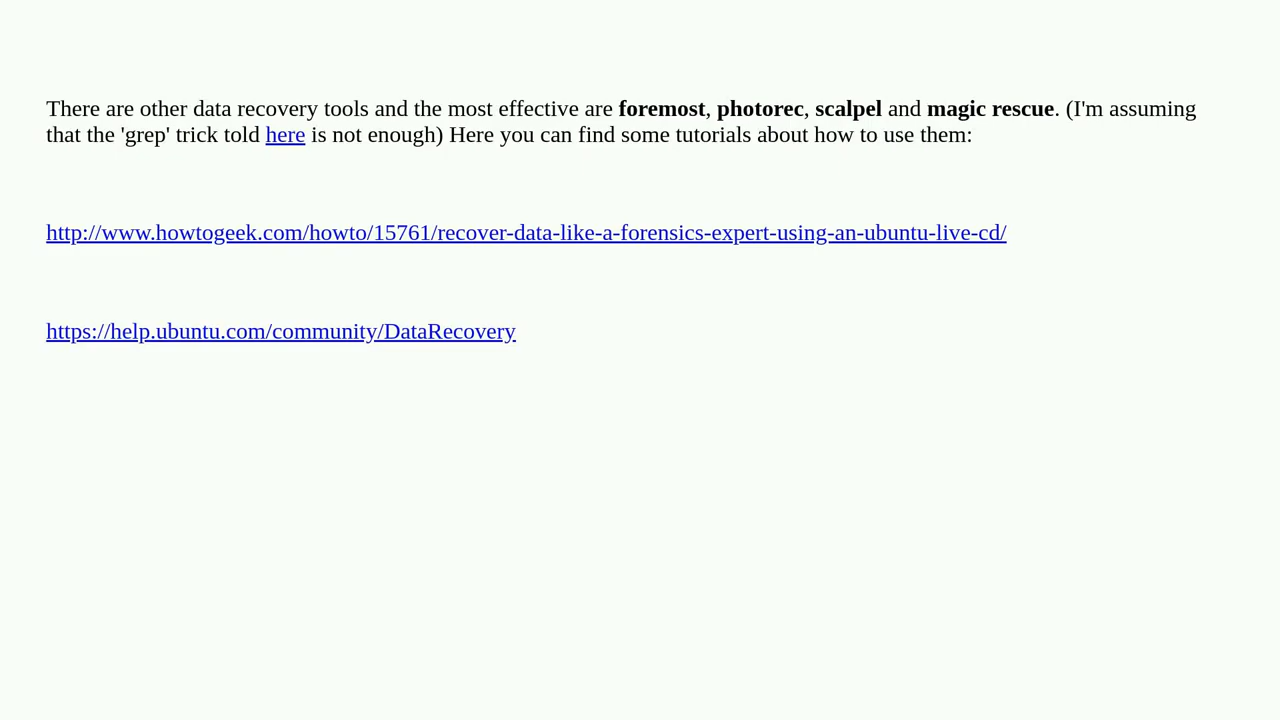 There are other data recovery tools and the most effective are foremost, photorec, scalpel and magic rescue. (I'm assuming
that the 'grep' trick told here is not enough) Here you can find some tutorials about how to use them:
http://www.howtogeek.com/howto/15761/recover-data-like-a-forensics-expert-using-an-ubuntu-live-cd/
https://help.ubuntu.com/community/DataRecovery